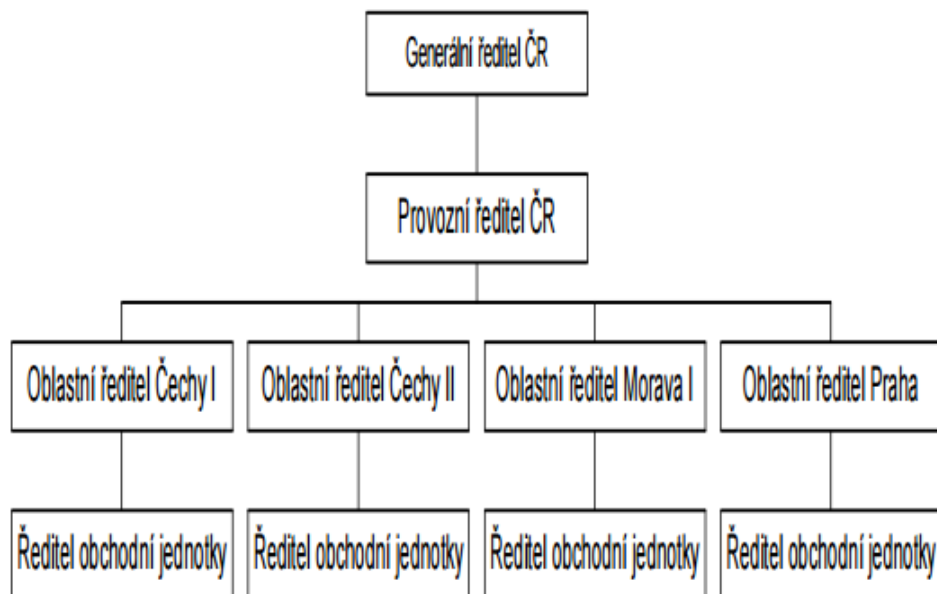 Generální ředitel ČR
Provozní ředitel ČR
Oblastní ředitel Čechy I
Oblastní ředitel Čechy II
Oblastní ředitel Morava I
Oblastní ředitel Praha
Ředitel obchodní jednotky
Ředitel obchodní jednotky
Ředitel obchodní jednotky
Ředitel obchodní jednotky